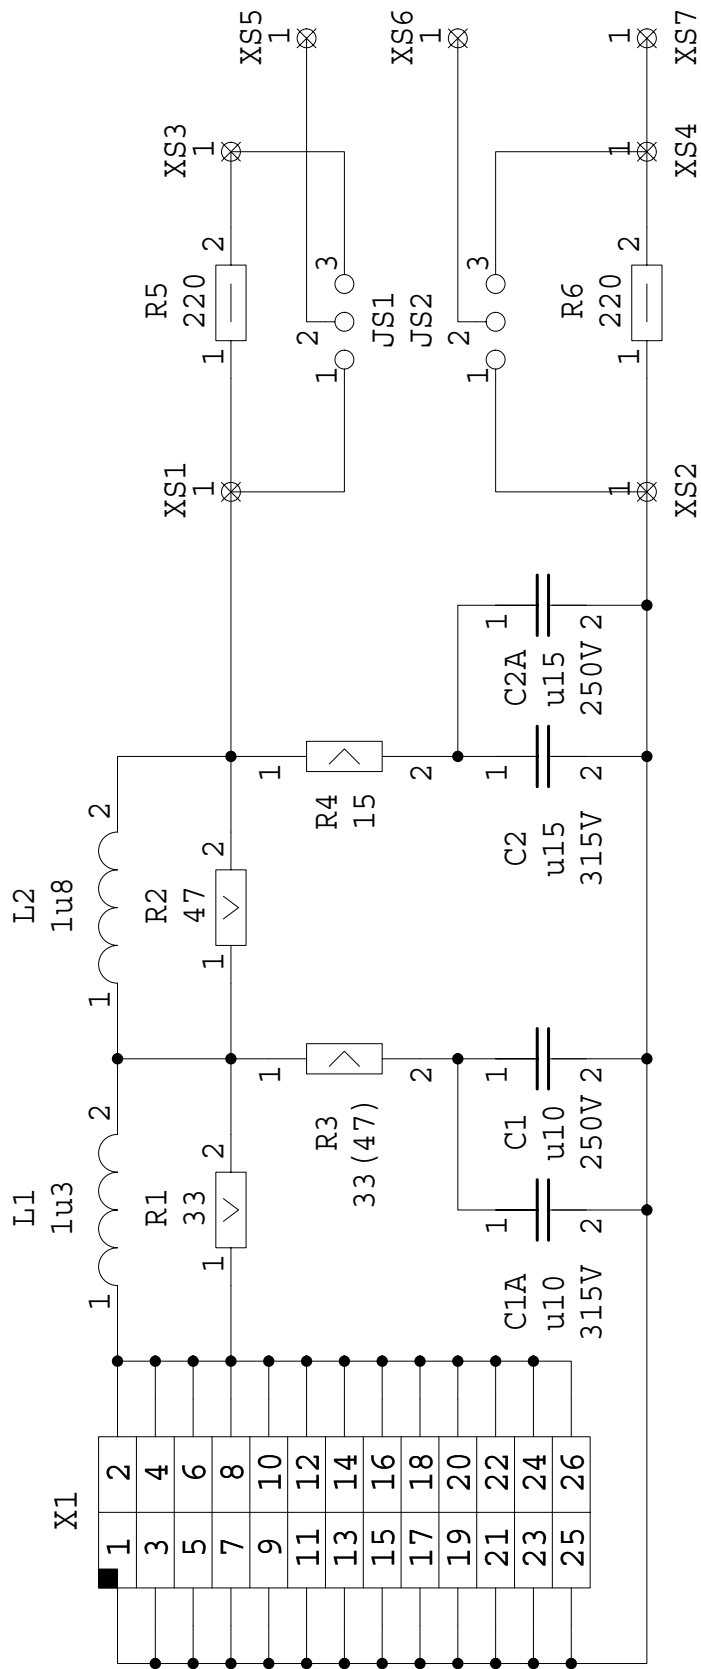 X1
1 2
3 4
5 6
7 8
9 10
11 12
13 14
15 16
17 18
19 20
21 22
23 24
25 26
L1
1u3
1 2
L2
1u8
1 2
R1
33
1 2
R2
47
1 2
R3
33(47)
1
2
R4
15
1
2
C1A
u10
315V
1
2
C1
u10
250V
1
2
C2
u15
315V
1
2
C2A
u15
250V
1
2
XS1
1
R5
220
1 2
XS3
1
XS5
1
1 2 3
JS1
JS2
1 2 3
XS6
1
R6
220
1 2
1
XS2
1
XS4
1
XS7